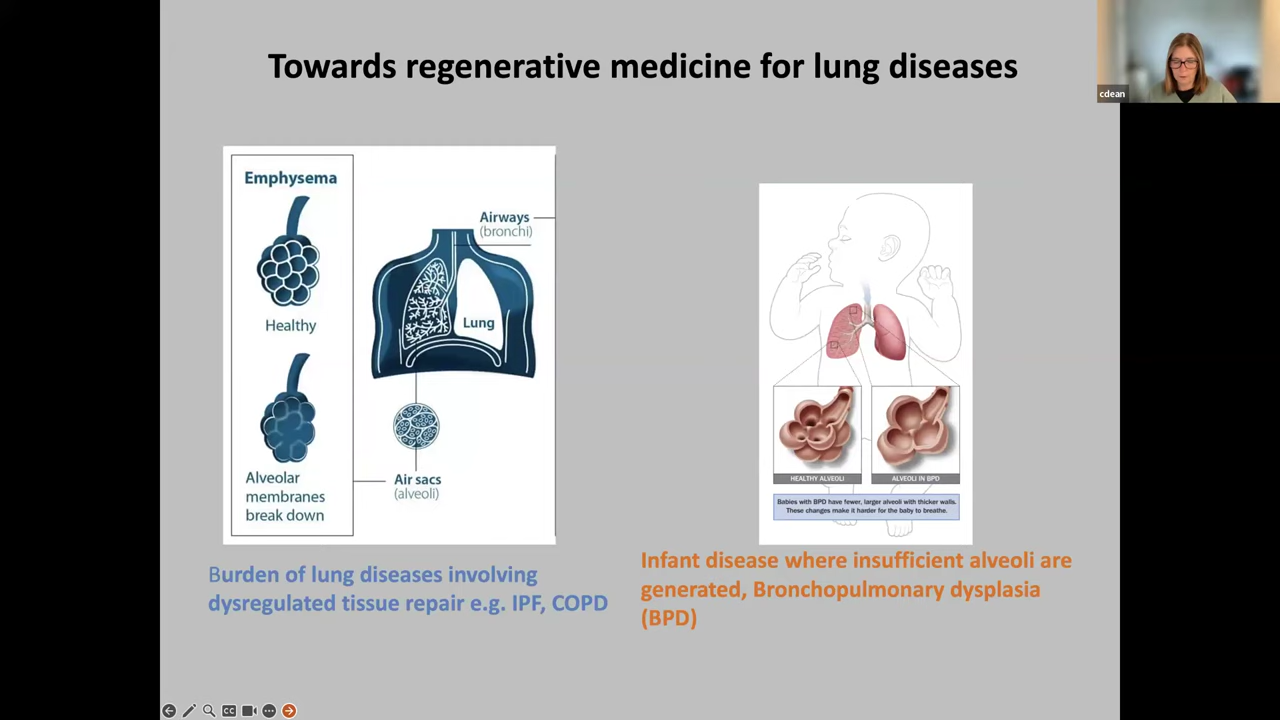 Towards regenerative medicine for lung diseases
cdean
Emphysema
Healthy
Alveolar
membranes
break down
Airways
(bronchi)
Lung
Air sacs
(alveoli)
HEALTHY ALVEOLI
ALVEOLI IN BPD
Babies with BPD have fewer, larger alveoli with thicker walls.
These changes make it harder for the baby to breathe.
Burden of lung diseases involving
dysregulated tissue repair e.g. IPF, COPD
Infant disease where insufficient alveoli are
generated, Bronchopulmonary dysplasia
(BPD)
CC